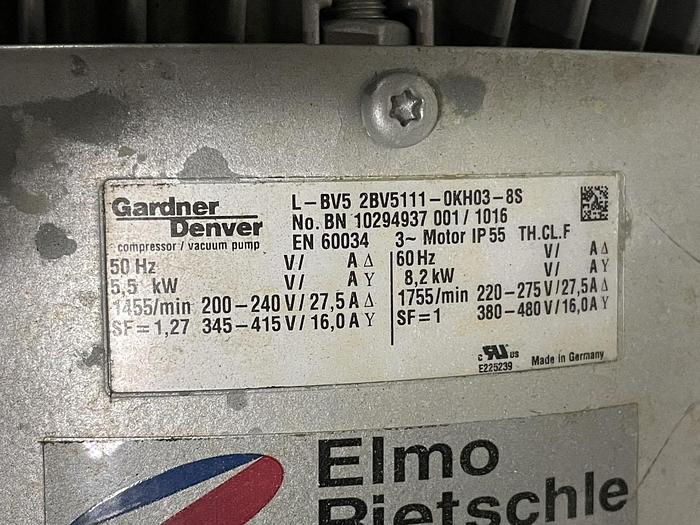 Gardner
Denver
compressor / vacuum pump
L-BV5 2BV5111-0KH03-8S
No. BN 10294937 001 / 1016
EN 60034 3~ Motor IP 55 TH.CL.F
50 Hz V/ A Δ 60 Hz V/ A Δ
5,5 kW V/ A Y 8,2 kW V/ A Y
1455/min 200-240 V/ 27,5 A Δ 1755/min 220-275 V/ 27,5 A Δ
SF = 1,27 345-415 V/ 16,0 A Y SF = 1 380-480 V/ 16,0 A Y
c RU us
E225239
Made in Germany
Elmo
Rietschle